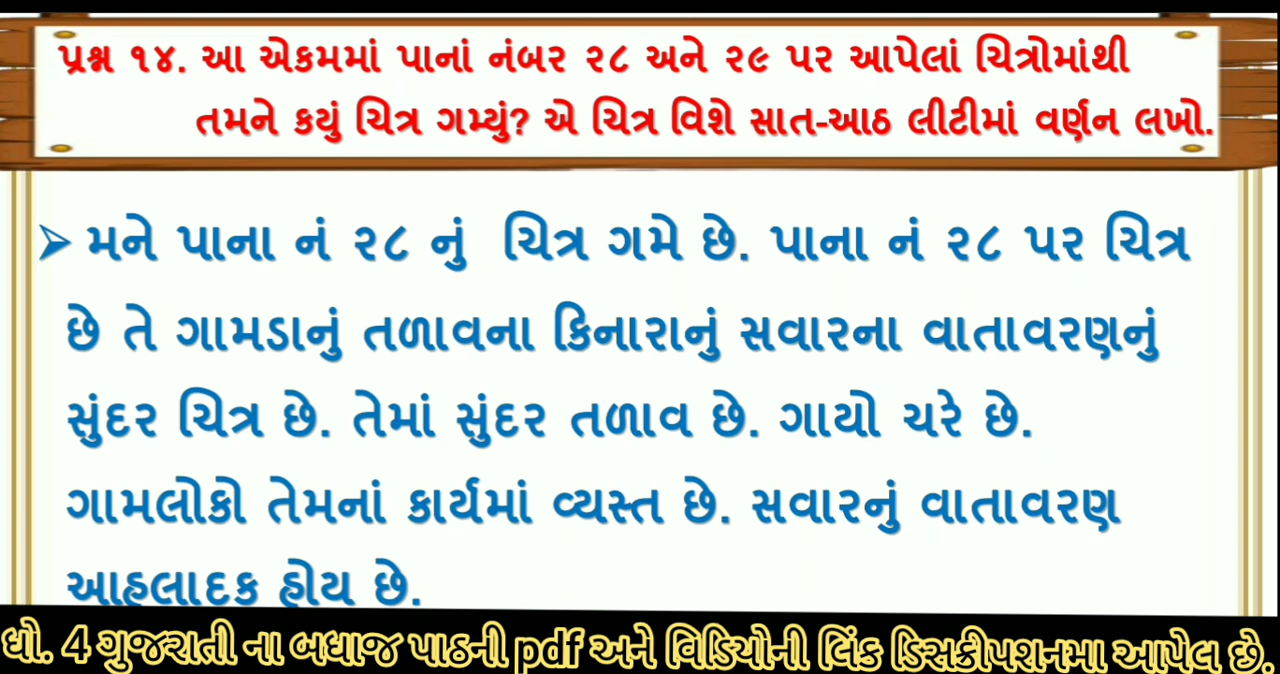 પ્રશ્ન ૧૪. આ એકમમાં પાનાં નંબર ૨૮ અને ૨૯ પર આપેલાં ચિત્રોમાંથી
તમને કયું ચિત્ર ગમ્યું? એ ચિત્ર વિશે સાત-આઠ લીટીમાં વર્ણન લખો.
➢ મને પાના નં ૨૮ નું ચિત્ર ગમે છે. પાના નં ૨૮ પર ચિત્ર
છે તે ગામડાનું તળાવના કિનારાનું સવારના વાતાવરણનું
સુંદર ચિત્ર છે. તેમાં સુંદર તળાવ છે. ગાયો ચરે છે.
ગામલોકો તેમનાં કાર્યમાં વ્યસ્ત છે. સવારનું વાતાવરણ
આહલાદક હોય છે.
ધો. 4 ગુજરાતી ના બધાજ પાઠની pdf અને વિડિયોની લિંક ડિસક્રીપશનમા આપેલ છે.